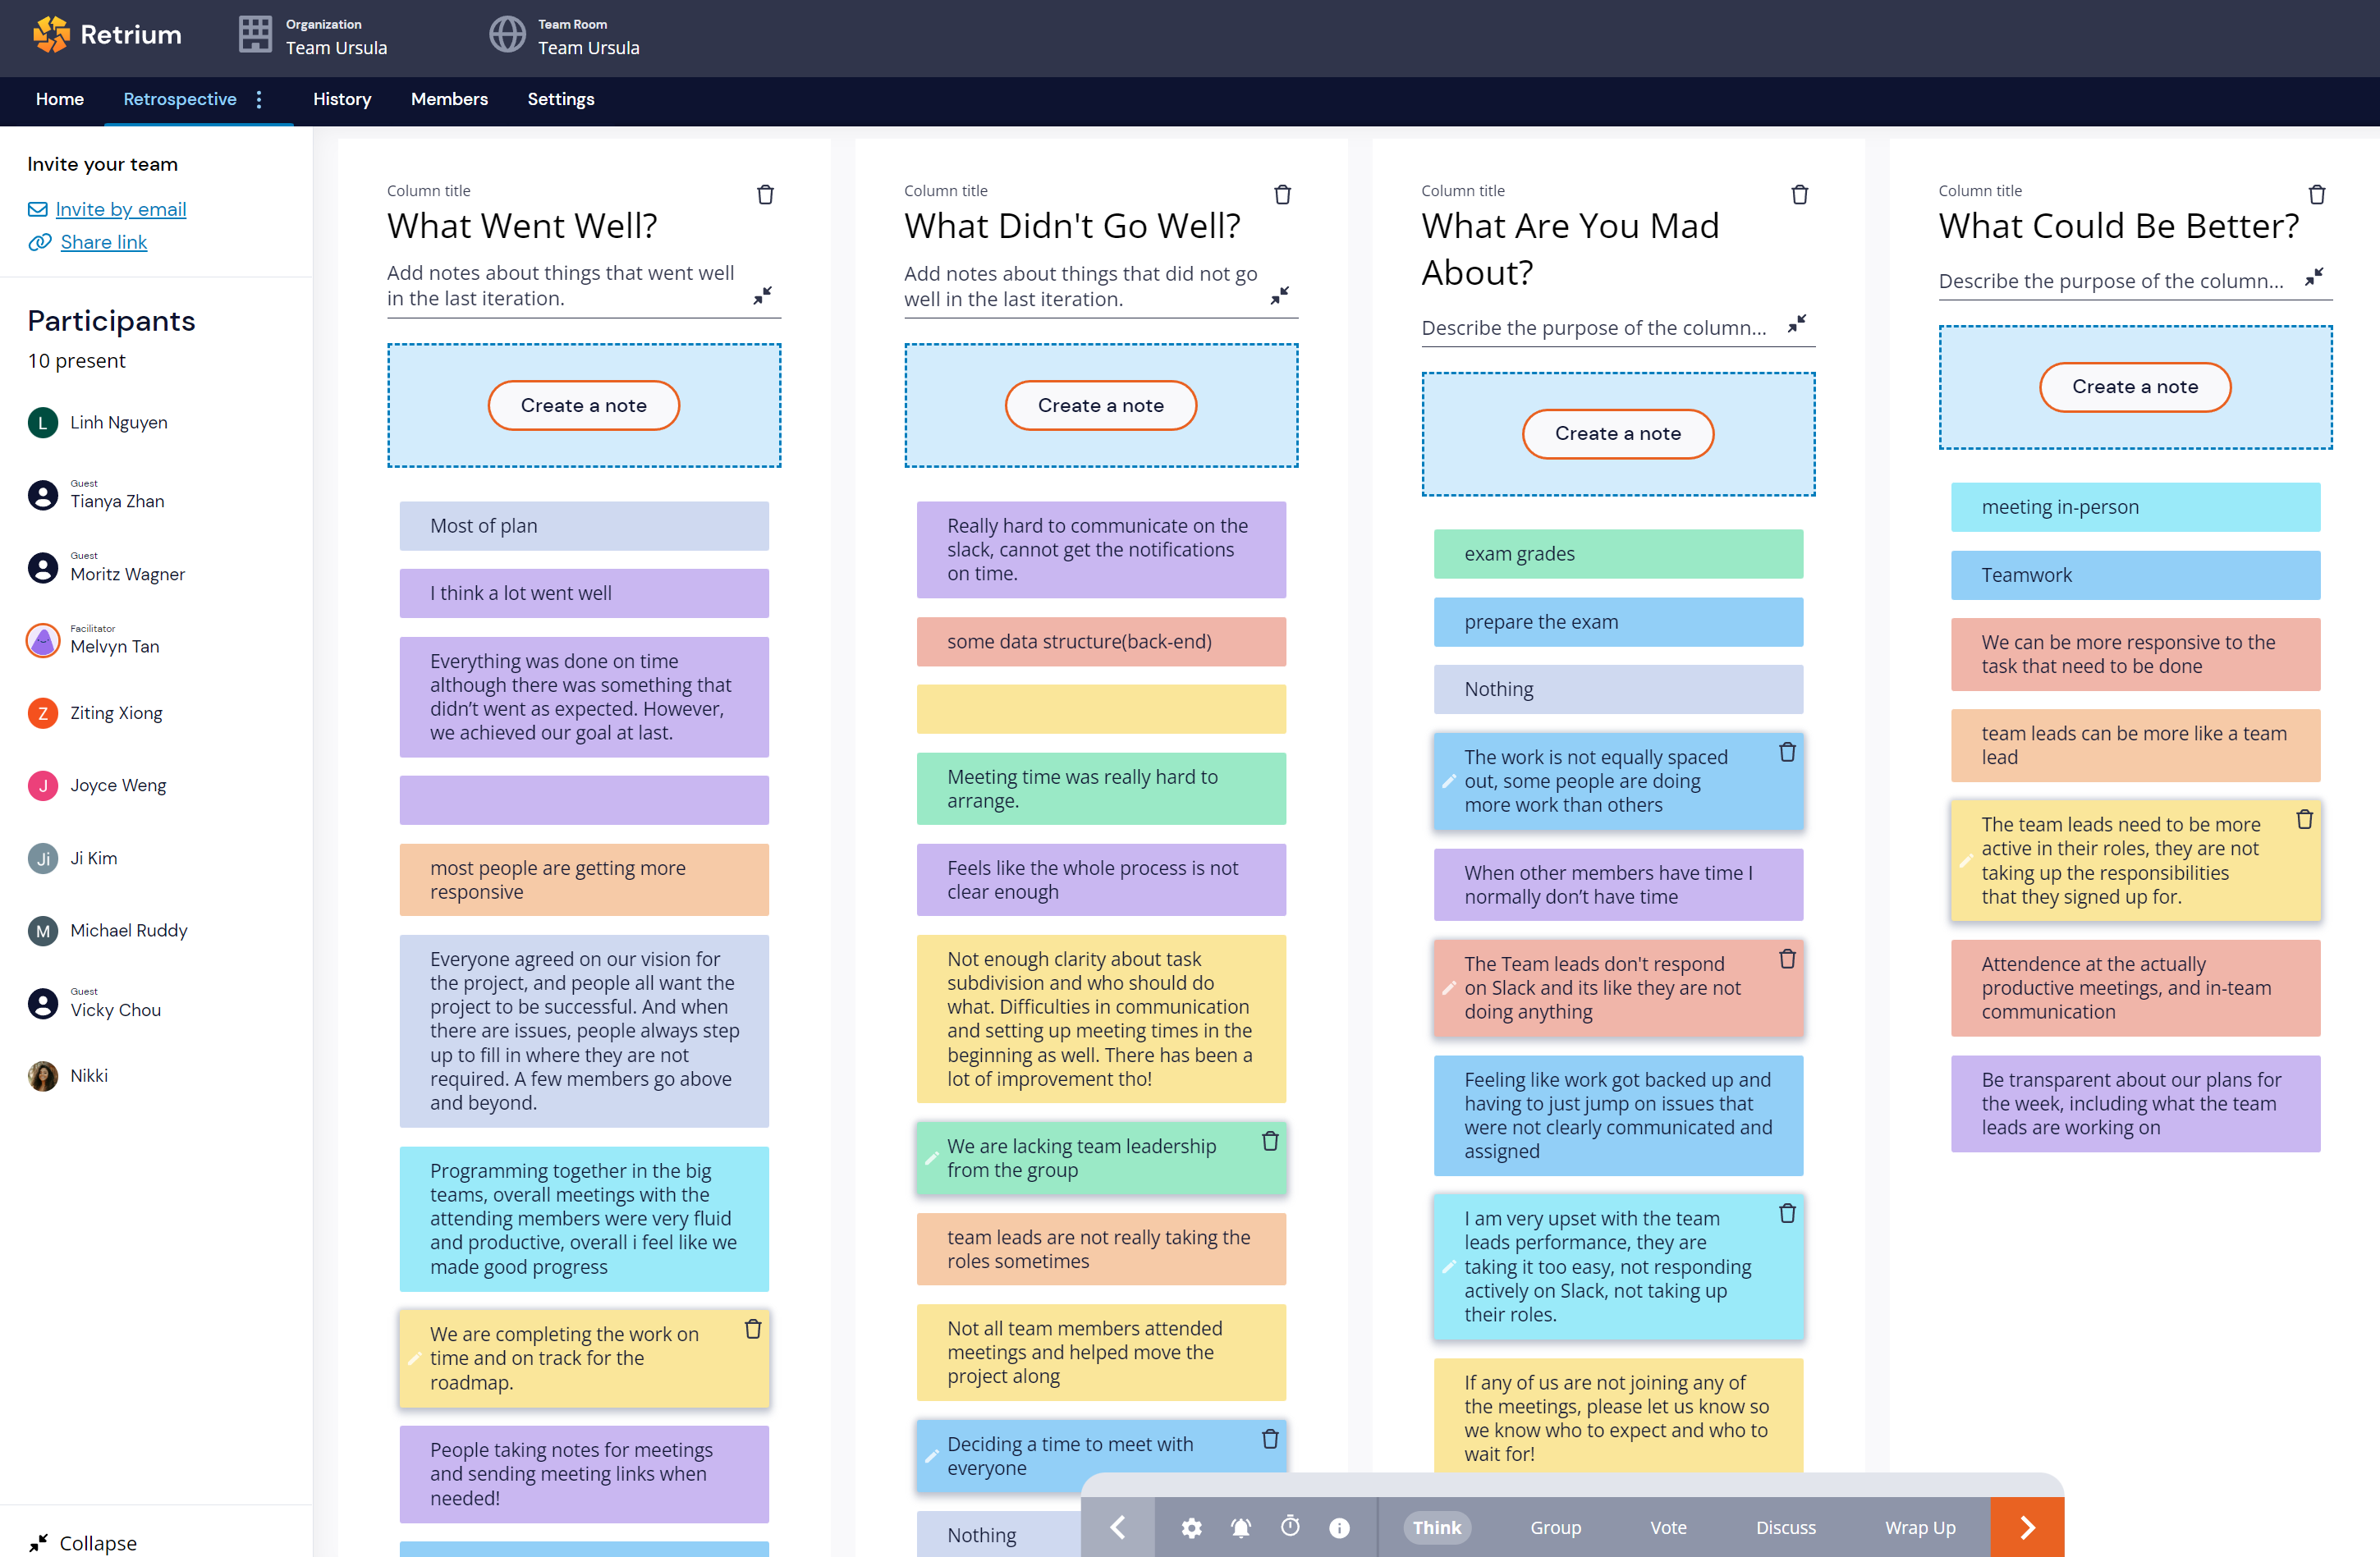 Retrium
Organization
Team Ursula
Team Room
Team Ursula
Home
Retrospective
History
Members
Settings
Invite your team
Invite by email
Share link
Participants
10 present
L
Linh Nguyen
Guest
Tianya Zhan
Guest
Moritz Wagner
Facilitator
Melvyn Tan
Z
Ziting Xiong
J
Joyce Weng
Ji
Ji Kim
M
Michael Ruddy
Guest
Vicky Chou
Nikki
Collapse
Column title
What Went Well?
Add notes about things that went well
in the last iteration.
Create a note
Most of plan
I think a lot went well
Everything was done on time
although there was something that
didn’t went as expected. However,
we achieved our goal at last.
most people are getting more
responsive
Everyone agreed on our vision for
the project, and people all want the
project to be successful. And when
there are issues, people always step
up to fill in where they are not
required. A few members go above
and beyond.
Programming together in the big
teams, overall meetings with the
attending members were very fluid
and productive, overall i feel like we
made good progress
We are completing the work on
time and on track for the
roadmap.
People taking notes for meetings
and sending meeting links when
needed!
Column title
What Didn't Go Well?
Add notes about things that did not go
well in the last iteration.
Create a note
Really hard to communicate on the
slack, cannot get the notifications
on time.
some data structure(back-end)
Meeting time was really hard to
arrange.
Feels like the whole process is not
clear enough
Not enough clarity about task
subdivision and who should do
what. Difficulties in communication
and setting up meeting times in the
beginning as well. There has been a
lot of improvement tho!
We are lacking team leadership
from the group
team leads are not really taking the
roles sometimes
Not all team members attended
meetings and helped move the
project along
Deciding a time to meet with
everyone
Nothing
Column title
What Are You Mad
About?
Describe the purpose of the column...
Create a note
exam grades
prepare the exam
Nothing
The work is not equally spaced
out, some people are doing
more work than others
When other members have time I
normally don’t have time
The Team leads don't respond
on Slack and its like they are not
doing anything
Feeling like work got backed up and
having to just jump on issues that
were not clearly communicated and
assigned
I am very upset with the team
leads performance, they are
taking it too easy, not responding
actively on Slack, not taking up
their roles.
If any of us are not joining any of
the meetings, please let us know so
we know who to expect and who to
wait for!
Column title
What Could Be Better?
Describe the purpose of the column...
Create a note
meeting in-person
Teamwork
We can be more responsive to the
task that need to be done
team leads can be more like a team
lead
The team leads need to be more
active in their roles, they are not
taking up the responsibilities
that they signed up for.
Attendence at the actually
productive meetings, and in-team
communication
Be transparent about our plans for
the week, including what the team
leads are working on
Think
Group
Vote
Discuss
Wrap Up